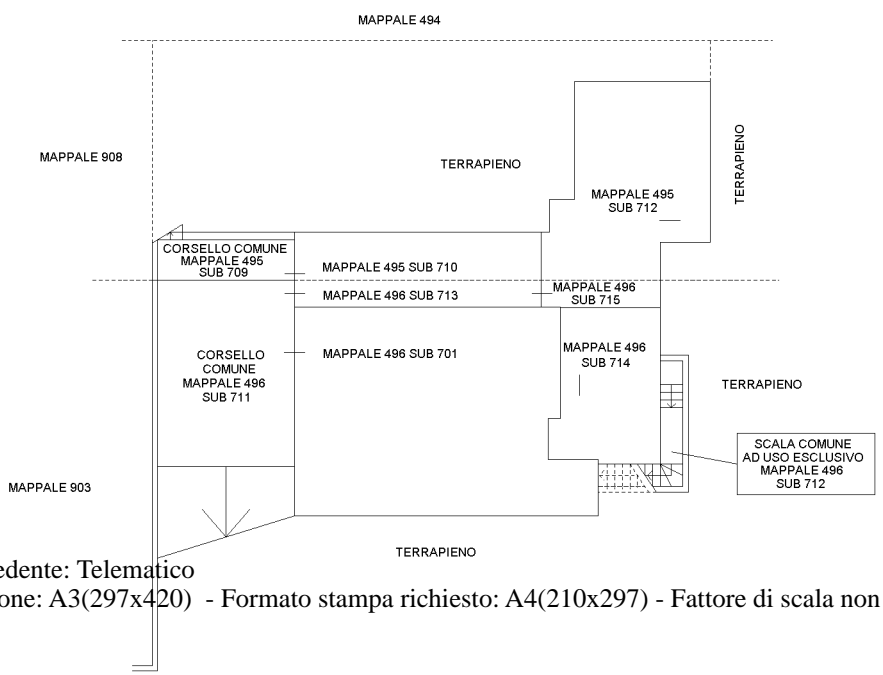 MAPPALE 494
MAPPALE 908
TERRAPIENO
TERRAPIENO
MAPPALE 495
SUB 712
CORSELLO COMUNE
MAPPALE 495
SUB 709
MAPPALE 495 SUB 710
MAPPALE 496 SUB 713
MAPPALE 496
SUB 715
CORSELLO
COMUNE
MAPPALE 496
SUB 711
MAPPALE 496 SUB 701
MAPPALE 496
SUB 714
TERRAPIENO
SCALA COMUNE
AD USO ESCLUSIVO
MAPPALE 496
SUB 712
MAPPALE 903
TERRAPIENO
edente: Telematico
one: A3(297x420) - Formato stampa richiesto: A4(210x297) - Fattore di scala non